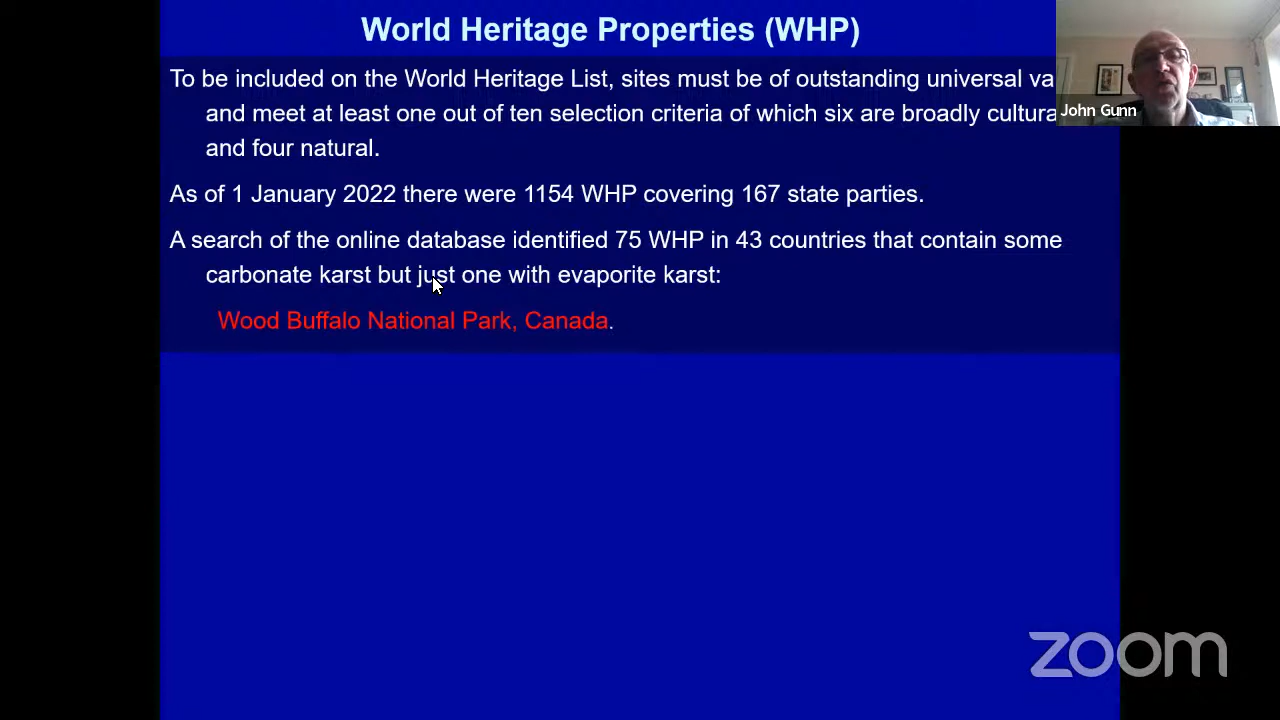 World Heritage Properties (WHP)
To be included on the World Heritage List, sites must be of outstanding universal
and meet at least one out of ten selection criteria of which six are broadly
and four natural.
As of 1 January 2022 there were 1154 WHP covering 167 state parties.
A search of the online database identified 75 WHP in 43 countries that contain some
carbonate karst but just one with evaporite karst:
Wood Buffalo National Park, Canada.
John Gunn
zoom